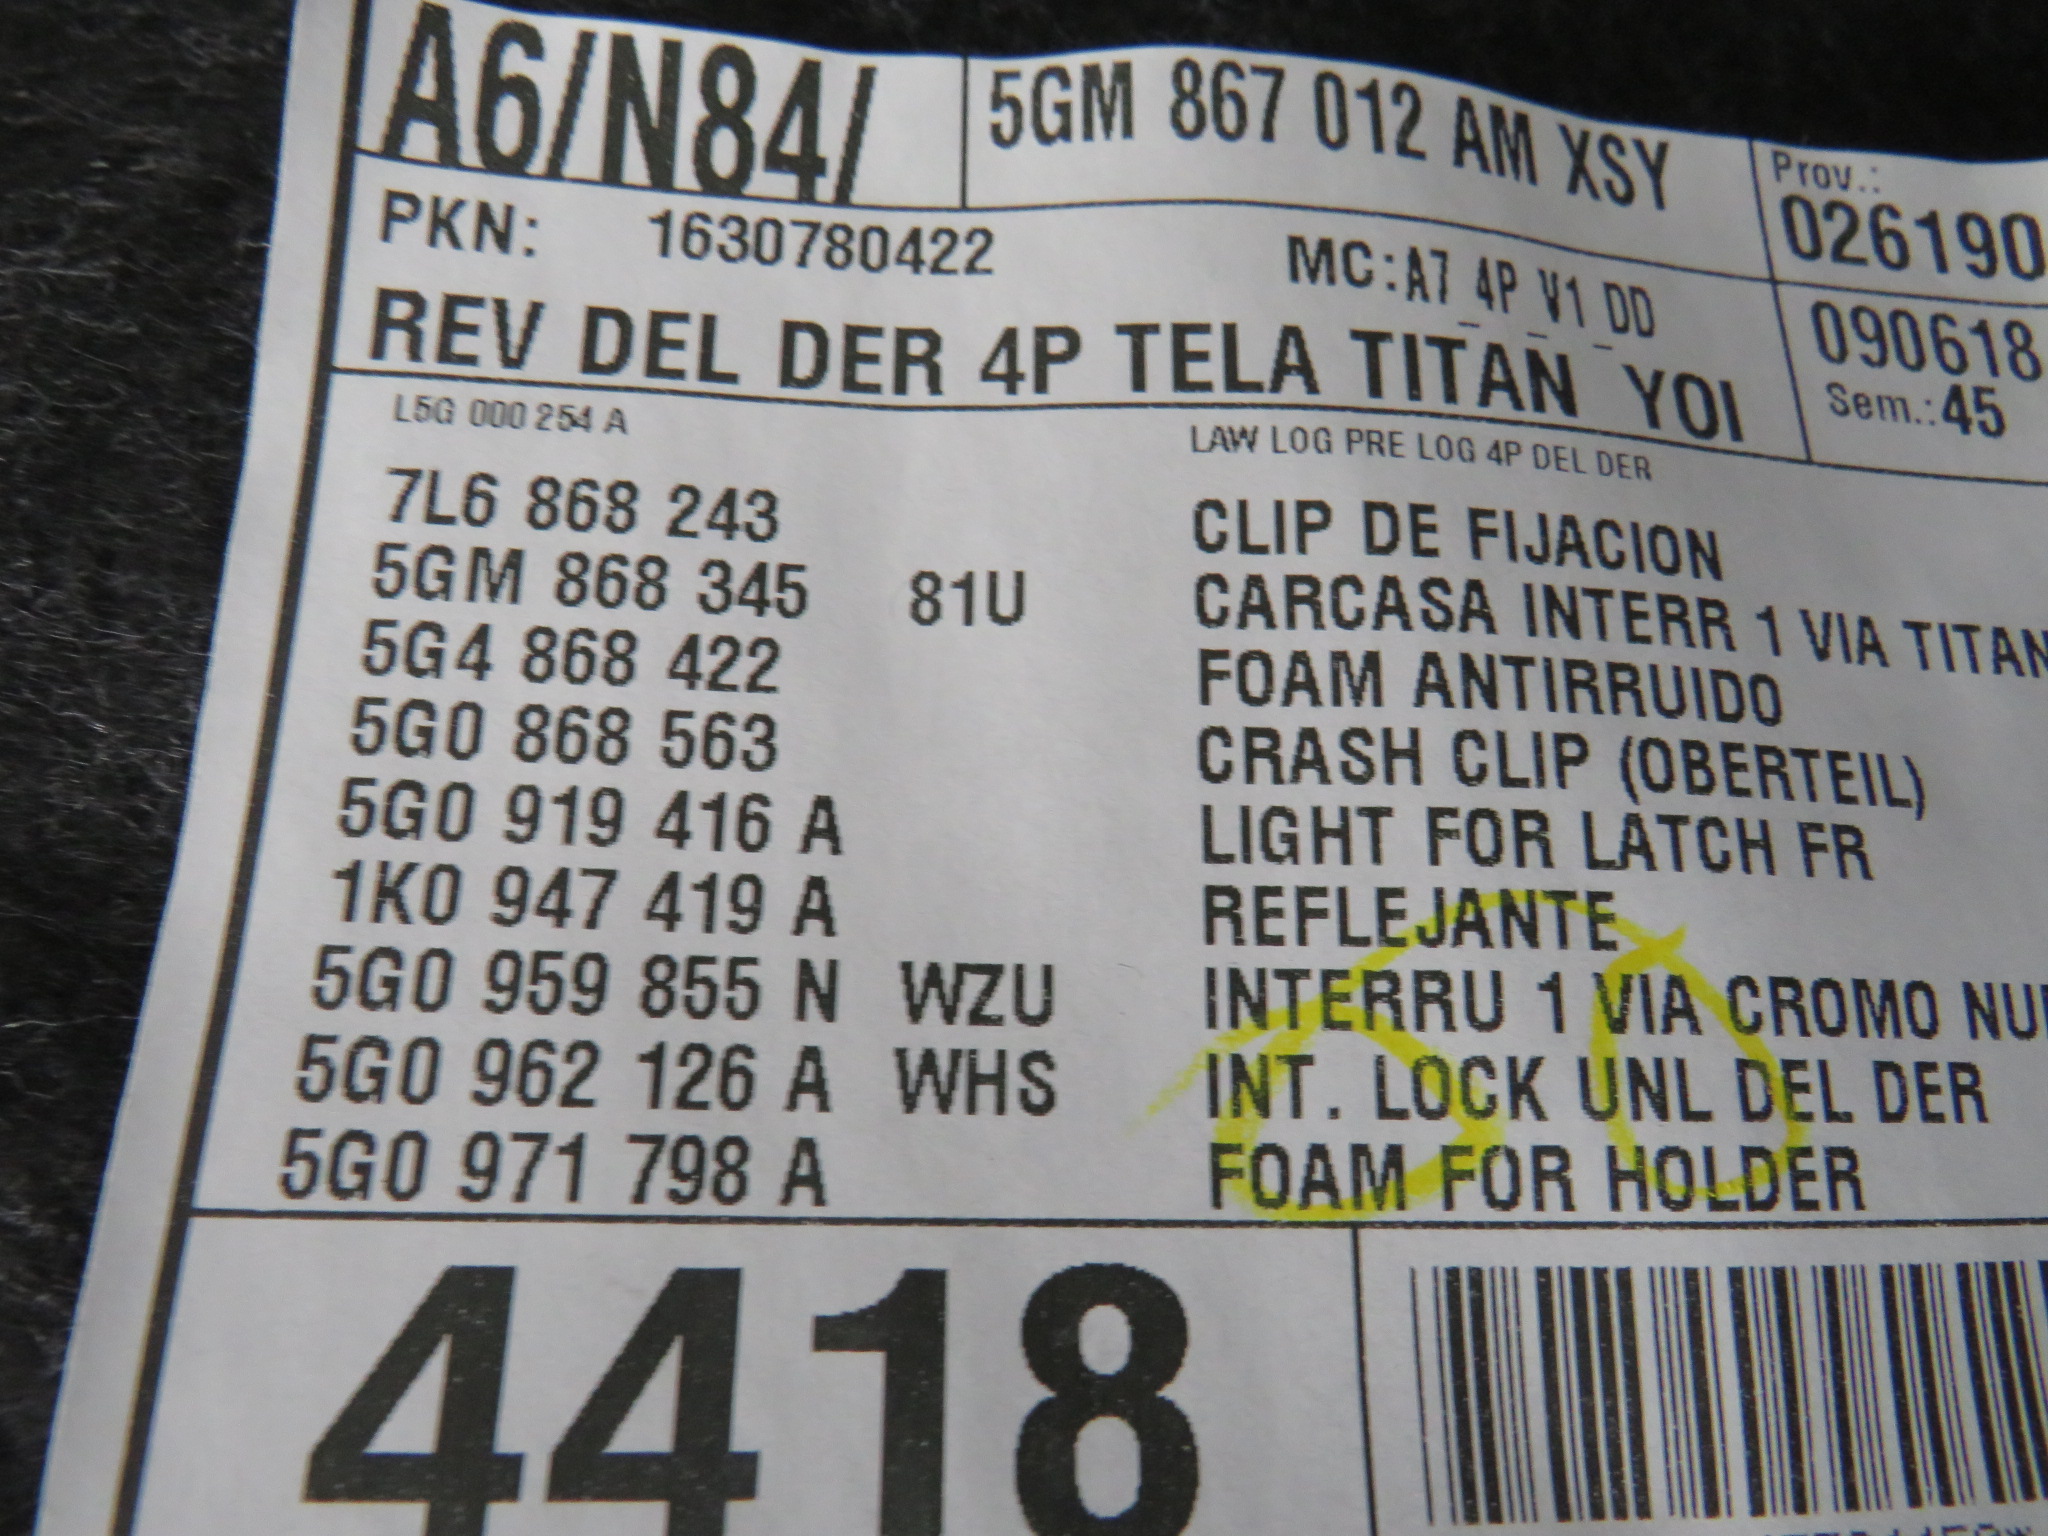 A6/N84/ 5GM 867 012 AM XSY Prov.:
026190
PKN: 1630780422 MC:A7_4P_V1_DD
090618
REV DEL DER 4P TELA TITAN YOI Sem.:45
L5G 000 254 A LAW LOG PRE LOG 4P DEL DER
7L6 868 243 CLIP DE FIJACION
5GM 868 345 81U CARCASA INTERR 1 VIA TITAN
5G4 868 422 FOAM ANTIRRUIDO
5G0 868 563 CRASH CLIP (OBERTEIL)
5G0 919 416 A LIGHT FOR LATCH FR
1K0 947 419 A REFLEJANTE
5G0 959 855 N WZU INTERRU 1 VIA CROMO
5G0 962 126 A WHS INT. LOCK UNL DEL DER
5G0 971 798 A FOAM FOR HOLDER
4418